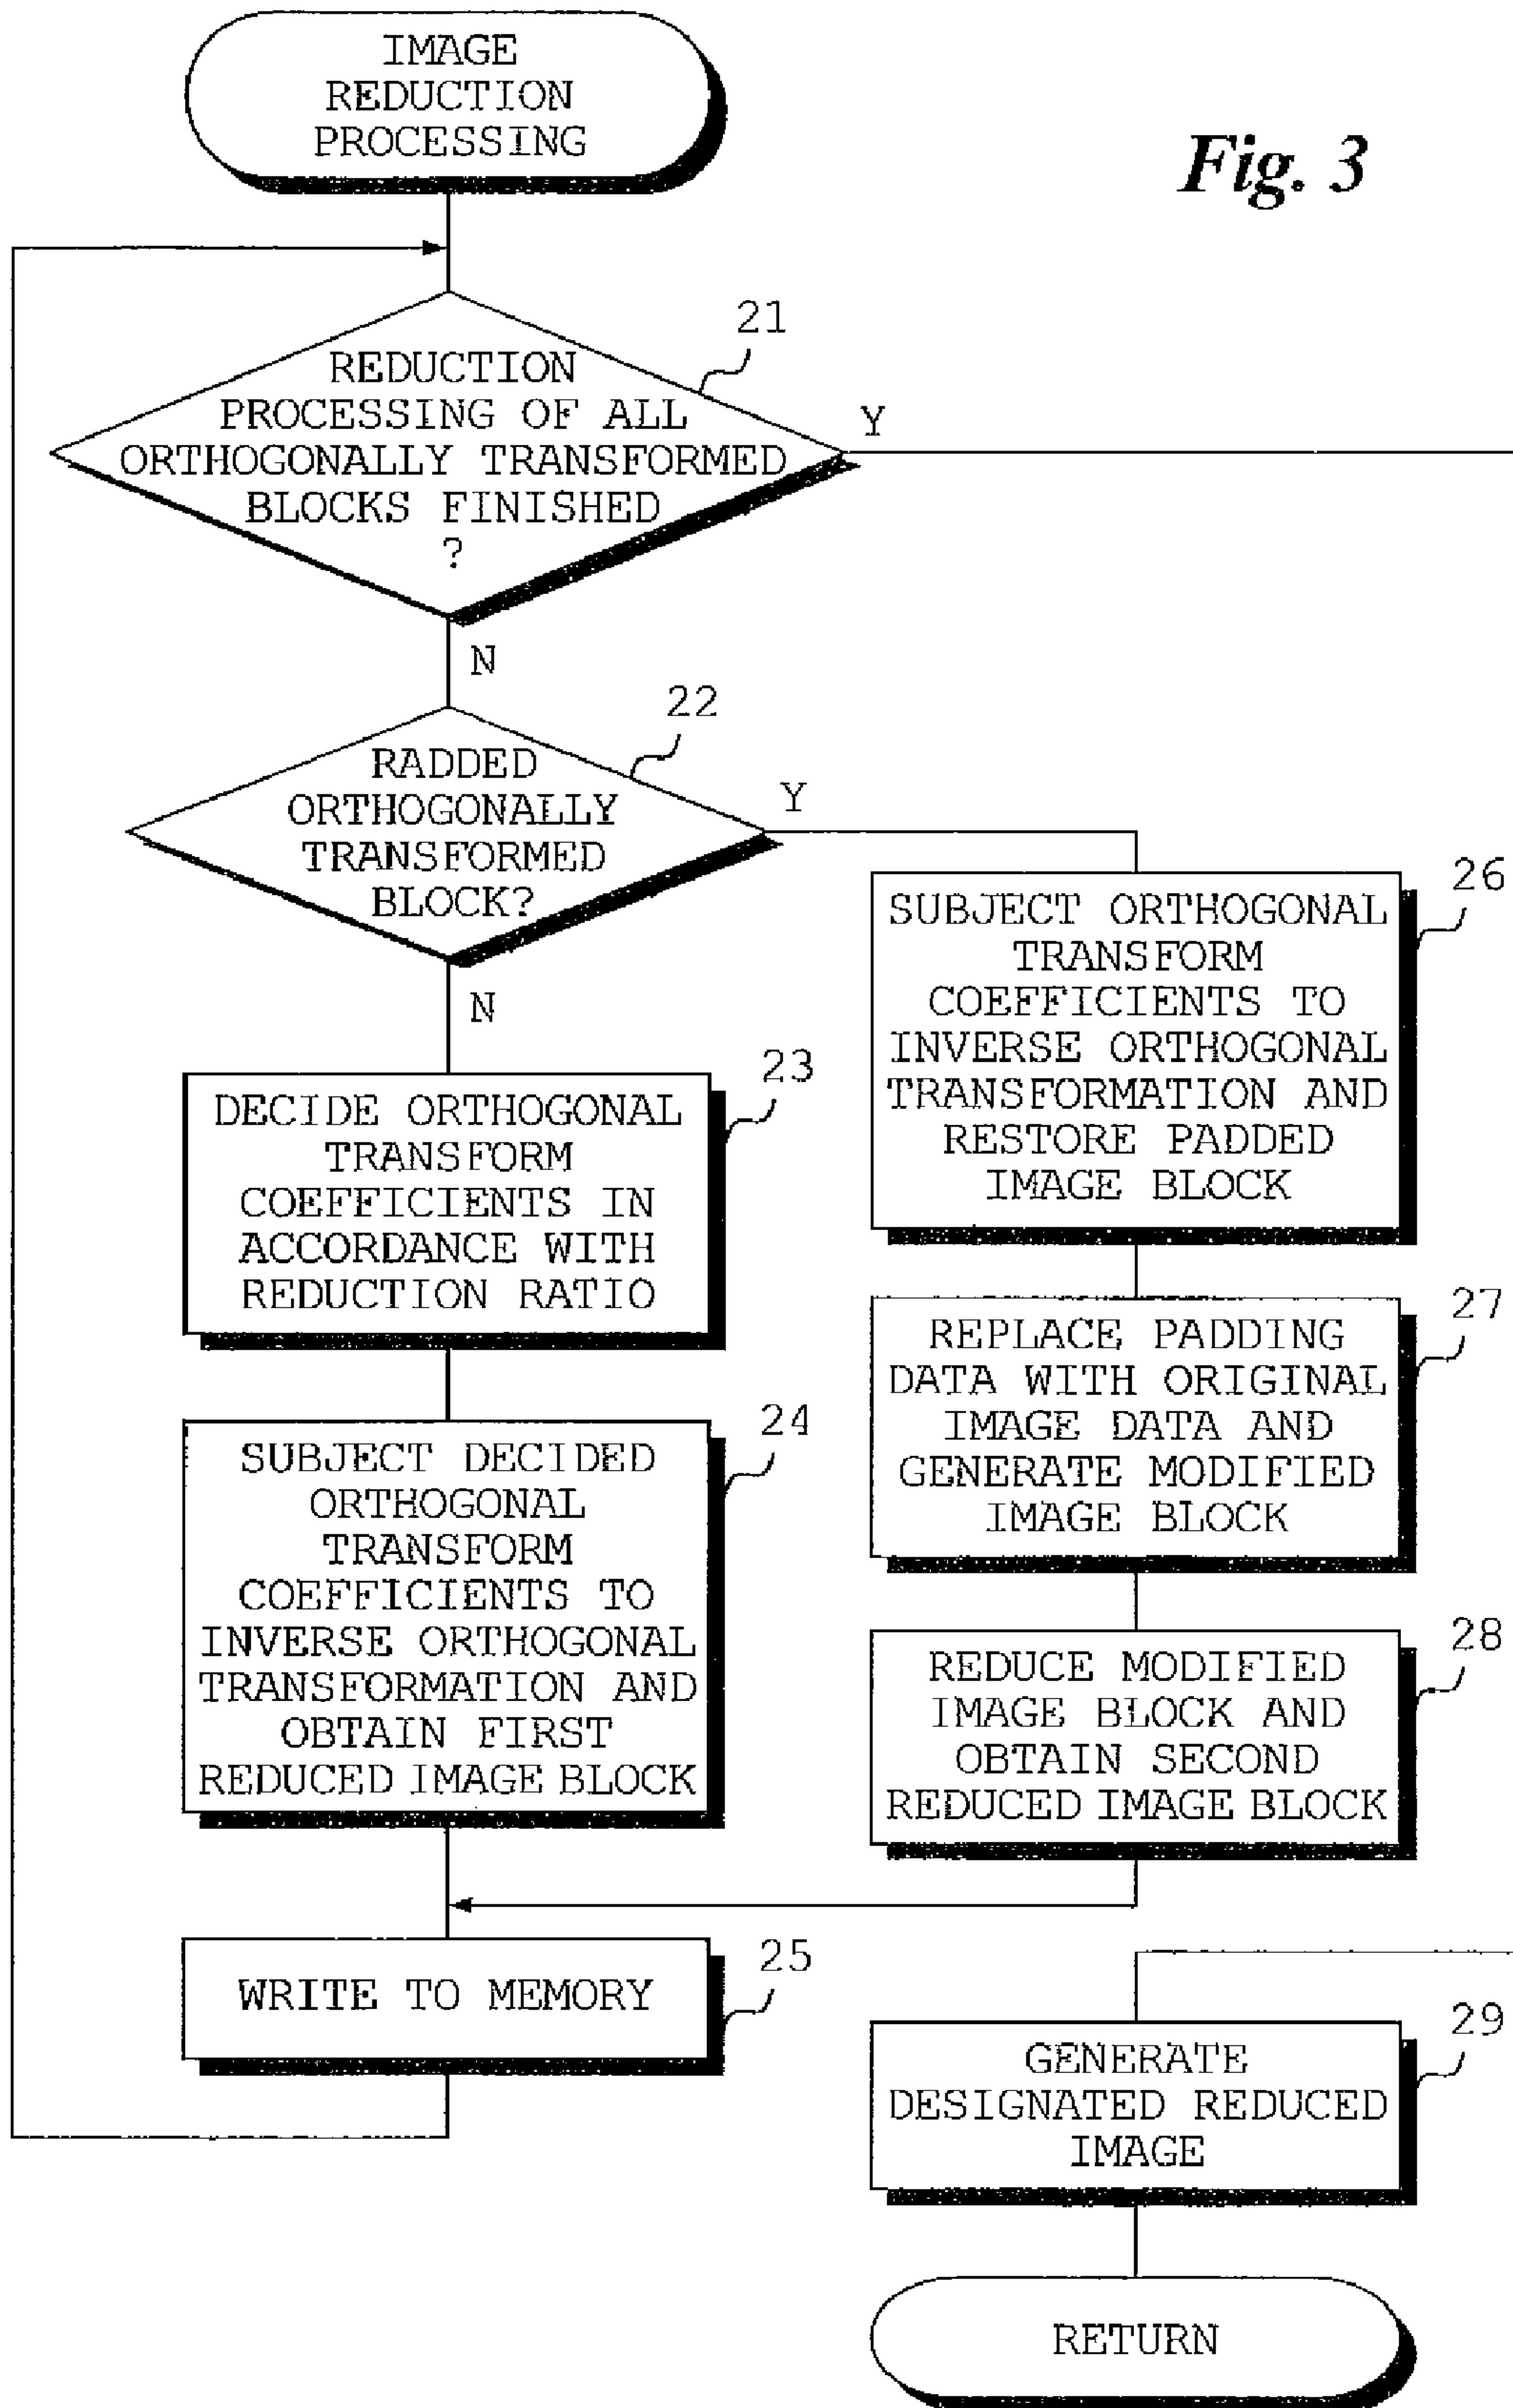 IMAGE
REDUCTION
PROCESSING
Fig. 3
21
REDUCTION
PROCESSING OF ALL
ORTHOGONALLY TRANSFORMED
BLOCKS FINISHED
?
Y
N
22
RADDED
ORTHOGONALLY
TRANSFORMED
BLOCK?
Y
N
23
DECIDE ORTHOGONAL
TRANSFORM
COEFFICIENTS IN
ACCORDANCE WITH
REDUCTION RATIO
24
SUBJECT DECIDED
ORTHOGONAL
TRANSFORM
COEFFICIENTS TO
INVERSE ORTHOGONAL
TRANSFORMATION AND
OBTAIN FIRST
REDUCED IMAGE BLOCK
25
WRITE TO MEMORY
26
SUBJECT ORTHOGONAL
TRANSFORM
COEFFICIENTS TO
INVERSE ORTHOGONAL
TRANSFORMATION AND
RESTORE PADDED
IMAGE BLOCK
27
REPLACE PADDING
DATA WITH ORIGINAL
IMAGE DATA AND
GENERATE MODIFIED
IMAGE BLOCK
28
REDUCE MODIFIED
IMAGE BLOCK AND
OBTAIN SECOND
REDUCED IMAGE BLOCK
29
GENERATE
DESIGNATED REDUCED
IMAGE
RETURN